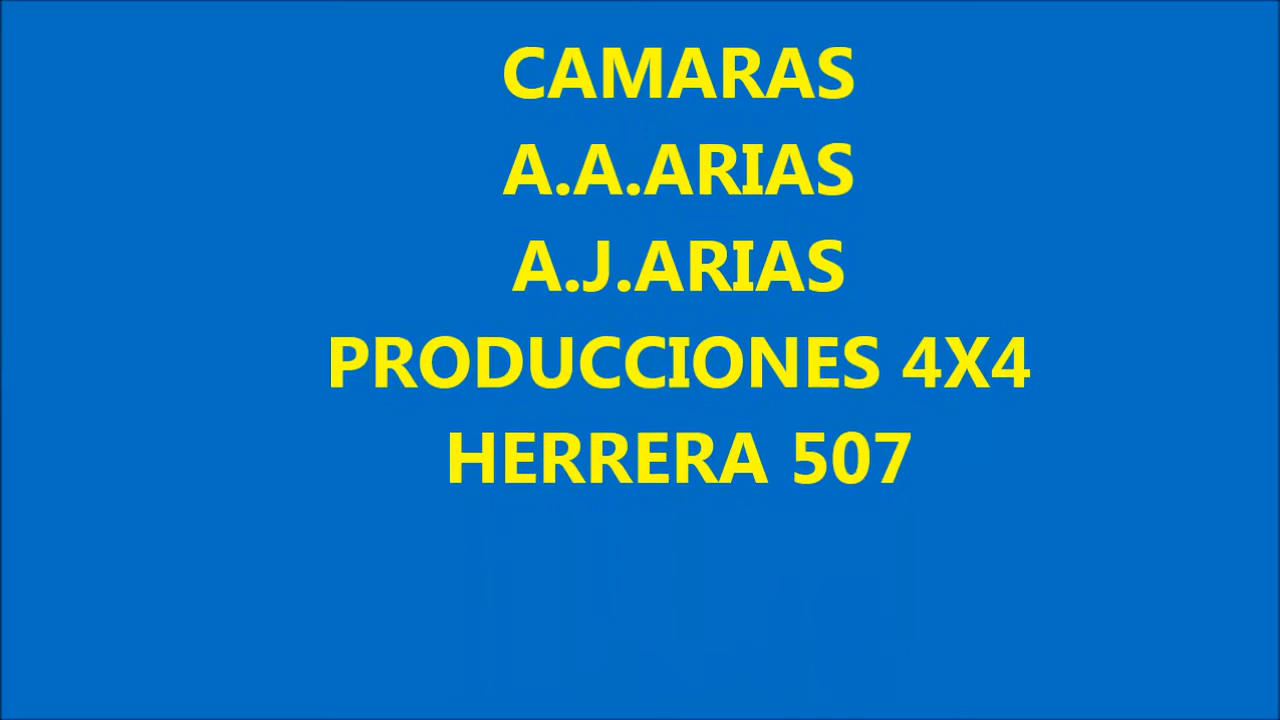 CAMARAS
A.A.ARIAS
A.J.ARIAS
PRODUCCIONES 4X4
HERRERA 507